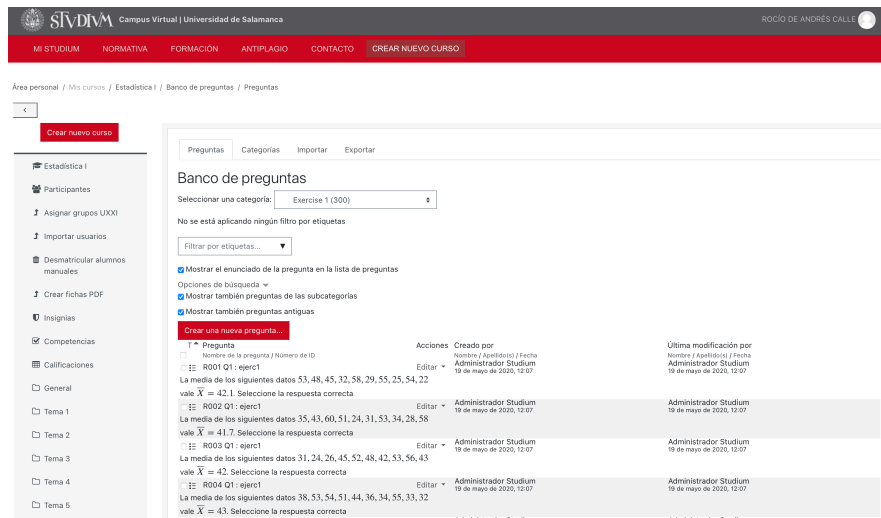 STVDIVM Campus Virtual | Universidad de Salamanca
ROCÍO DE ANDRÉS CALLE
MI STUDIUM NORMATIVA FORMACIÓN ANTIPLAGIO CONTACTO CREAR NUEVO CURSO
Área personal / Mis cursos / Estadística I / Banco de preguntas / Preguntas
Crear nuevo curso
Estadística I
Participantes
Asignar grupos UXXI
Importar usuarios
Desmatricular alumnos
manuales
Crear fichas PDF
Insignias
Competencias
Calificaciones
General
Tema 1
Tema 2
Tema 3
Tema 4
Tema 5
Preguntas Categorías Importar Exportar
Banco de preguntas
Seleccionar una categoría: Exercise 1 (300)
No se está aplicando ningún filtro por etiquetas
Filtrar por etiquetas... ▼
Mostrar el enunciado de la pregunta en la lista de preguntas
Opciones de búsqueda
Mostrar también preguntas de las subcategorías
Mostrar también preguntas antiguas
Crear una nueva pregunta...
T Pregunta Acciones Creado por Última modificación por
Nombre de la pregunta / Número de ID Nombre / Apellido(s) / Fecha Nombre / Apellido(s) / Fecha
R001 Q1 : ejerc1 Editar Administrador Studium Administrador Studium
19 de mayo de 2020, 12:07 19 de mayo de 2020, 12:07
La media de los siguientes datos 53, 48, 45, 32, 58, 29, 55, 25, 54, 22
vale X̅ = 42.1. Seleccione la respuesta correcta
R002 Q1 : ejerc1 Editar Administrador Studium Administrador Studium
19 de mayo de 2020, 12:07 19 de mayo de 2020, 12:07
La media de los siguientes datos 35, 43, 60, 51, 24, 31, 53, 34, 28, 58
vale X̅ = 41.7. Seleccione la respuesta correcta
R003 Q1 : ejerc1 Editar Administrador Studium Administrador Studium
19 de mayo de 2020, 12:07 19 de mayo de 2020, 12:07
La media de los siguientes datos 31, 24, 26, 45, 52, 48, 42, 53, 56, 43
vale X̅ = 42. Seleccione la respuesta correcta
R004 Q1 : ejerc1 Editar Administrador Studium Administrador Studium
19 de mayo de 2020, 12:07 19 de mayo de 2020, 12:07
La media de los siguientes datos 38, 53, 54, 51, 44, 36, 34, 55, 33, 32
vale X̅ = 43. Seleccione la respuesta correcta